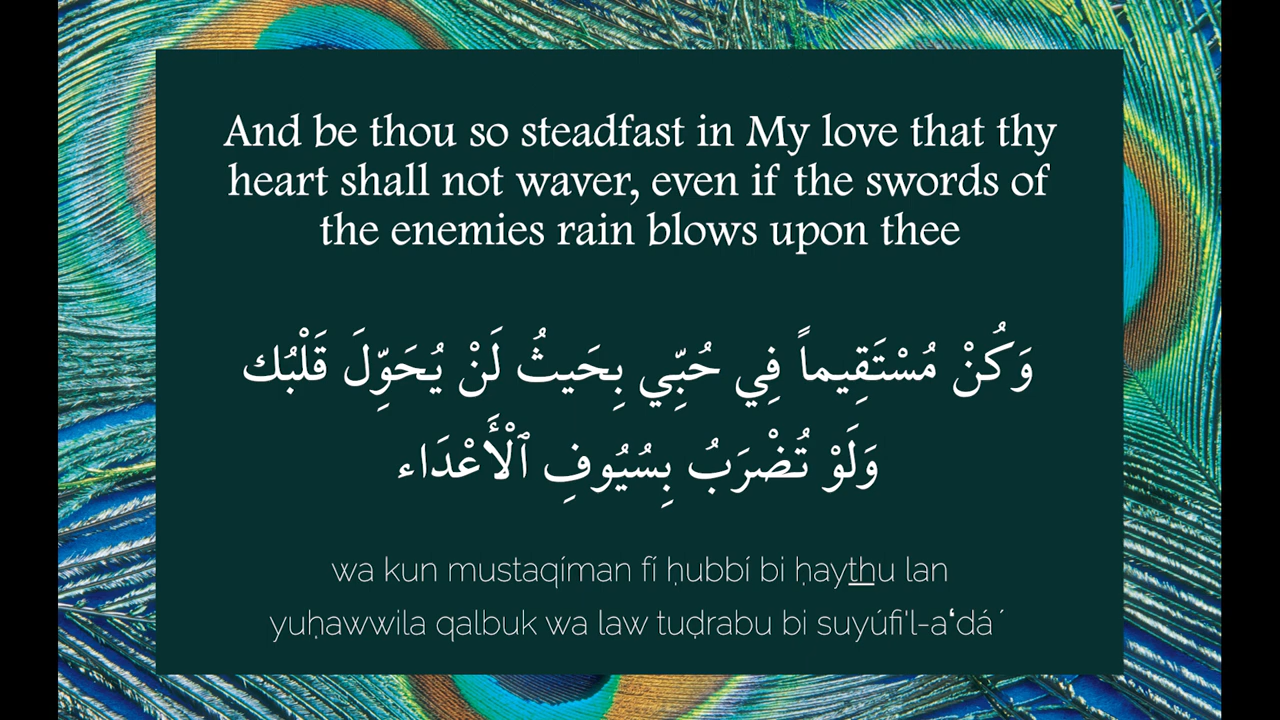 And be thou so steadfast in My love that thy
heart shall not waver, even if the swords of
the enemies rain blows upon thee
وَكُنْ مُسْتَقِيماً فِي حُبِّي بِحَيثُ لَنْ يُحَوِّلَ قَلْبُك
وَلَوْ تُضْرَبُ بِسُيُوفِ ٱلْأَعْدَاء
wa kun mustaqíman fí ḥubbí bi ḥayt͟hu lan
yuḥawwila qalbuk wa law tuḍrabu bi suyúfi'l-a‘dá´